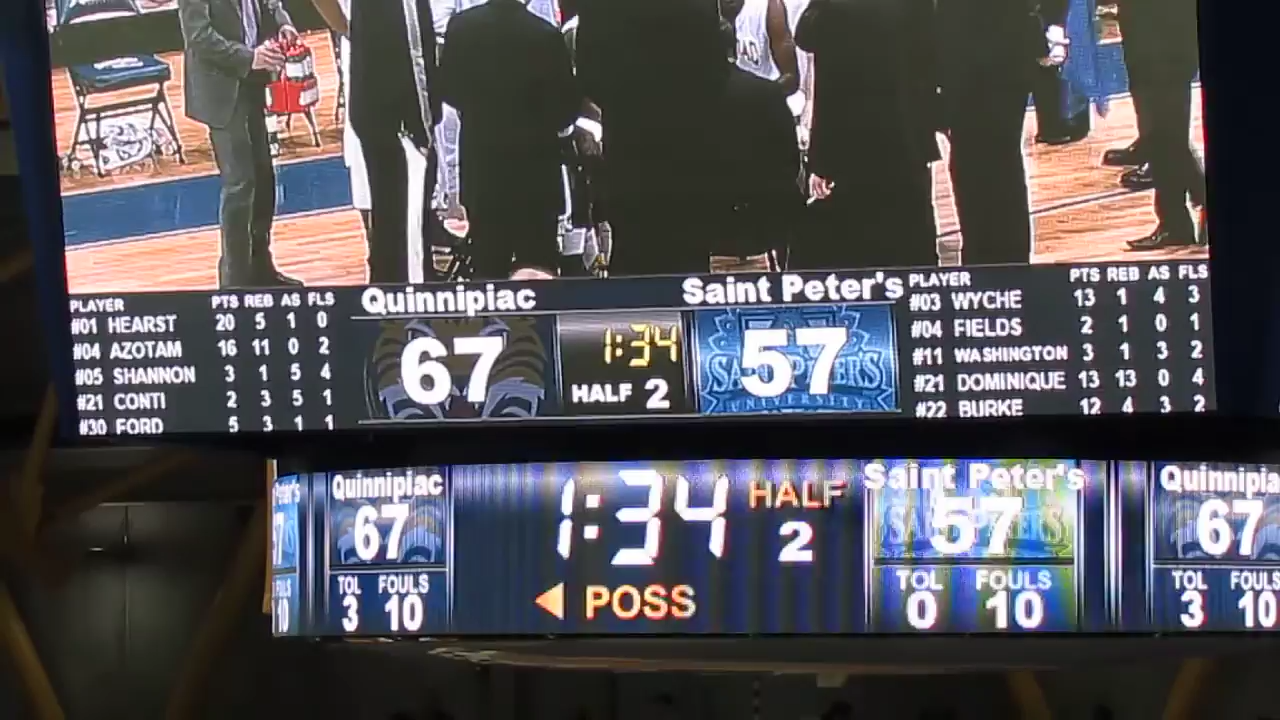 PLAYER PTS REB AS FLS
#01 HEARST 20 5 1 0
#04 AZOTAM 16 11 0 2
#05 SHANNON 3 1 5 4
#21 CONTI 2 3 5 1
#30 FORD 5 3 1 1
Quinnipiac
67
1:34
HALF 2
Saint Peter's
57
SAINT PETER'S
UNIVERSITY
PLAYER PTS REB AS FLS
#03 WYCHE 13 1 4 3
#04 FIELDS 2 1 0 1
#11 WASHINGTON 3 1 3 2
#21 DOMINIQUE 13 13 0 4
#22 BURKE 12 4 3 2
Quinnipiac
67
TOL FOULS
3 10
1:34 HALF
2
POSS
Saint Peter's
57
TOL FOULS
0 10
Quinnipia
67
TOL FOULS
3 10